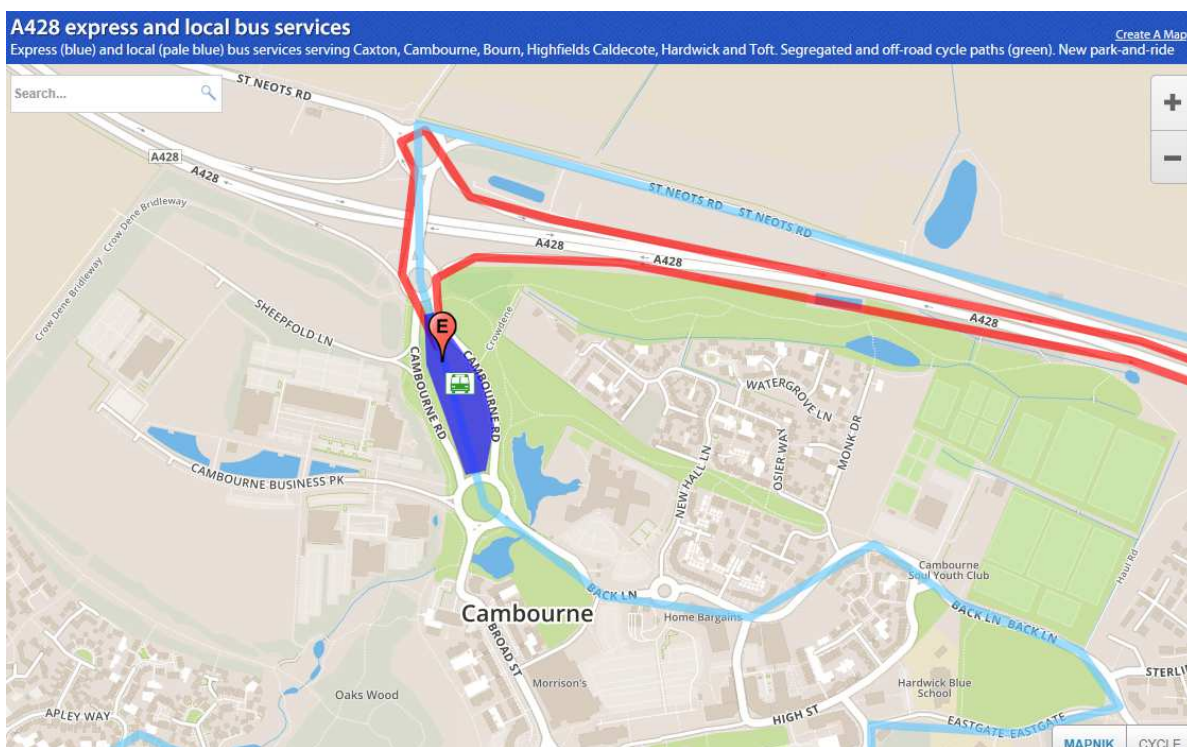 A428 express and local bus services
Create A Map
Express (blue) and local (pale blue) bus services serving Caxton, Cambourne, Bourn, Highfields Caldecote, Hardwick and Toft. Segregated and off-road cycle paths (green). New park-and-ride
Search...
ST NEOTS RD
+
−
A428
A428
Crow Dene Bridleway
Crow Dene Bridleway
ST NEOTS RD
ST NEOTS RD
A428
A428
A428
SHEEPFOLD LN
E
Crowdene
CAMBOURNE RD
CAMBOURNE RD
WATERGROVE LN
MONK DR
OSIER WAY
NEW HALL LN
CAMBOURNE BUSINESS PK
Haul Rd
Cambourne
Soul Youth Club
BACK LN
BACK LN
BACK LN
Home Bargains
Cambourne
BROAD ST
Morrison's
Oaks Wood
Hardwick Blue
School
STERLI
APLEY WAY
HIGH ST
EASTGATE
EASTGATE
MAPNIK
CYCLE